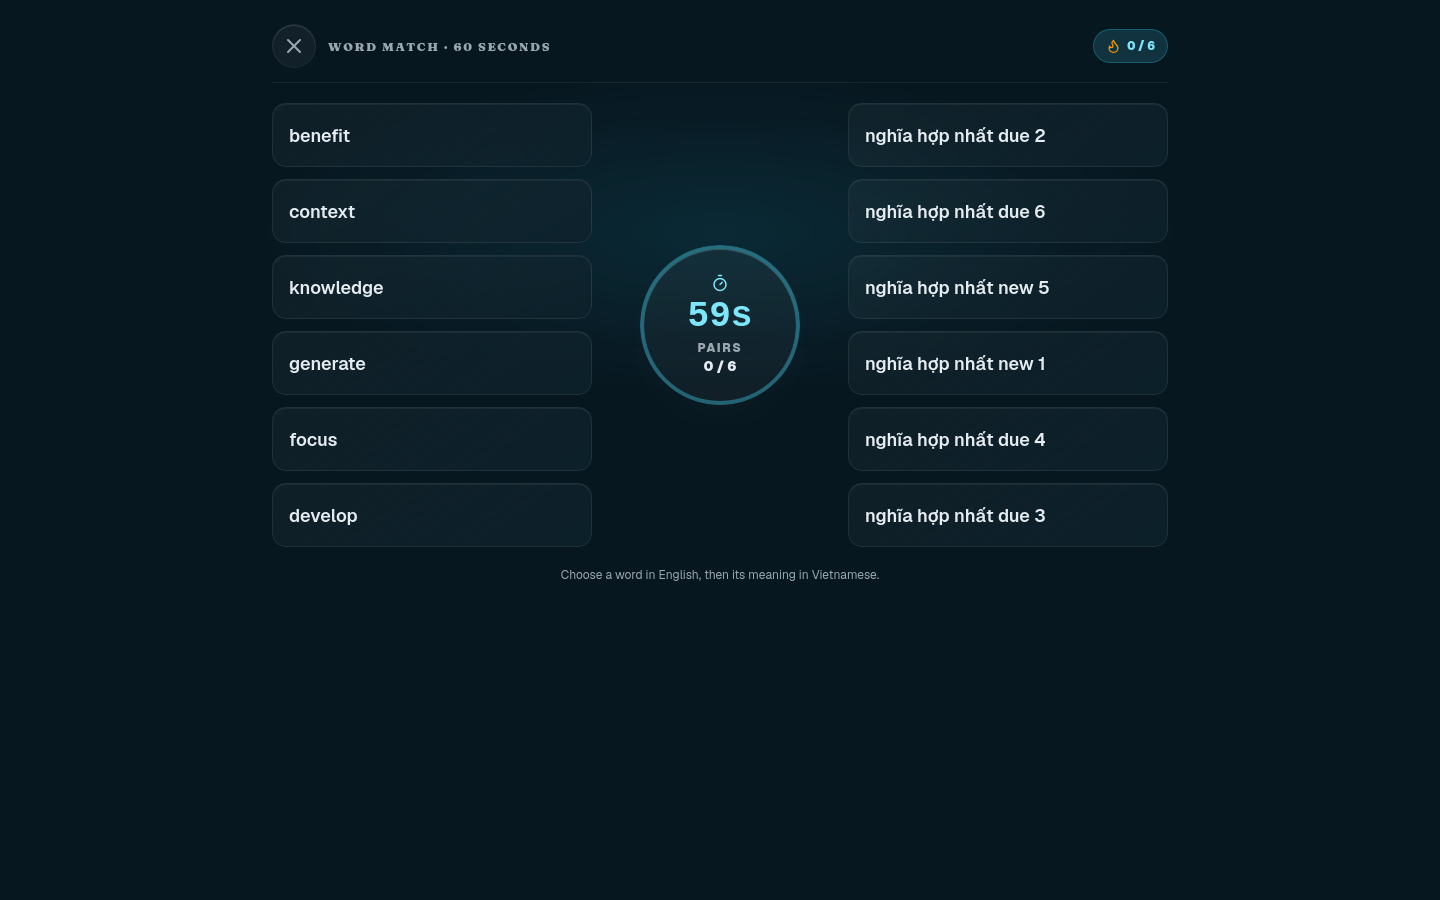 WORD MATCH · 60 SECONDS
0 / 6
benefit
nghĩa hợp nhất due 2
context
nghĩa hợp nhất due 6
knowledge
nghĩa hợp nhất new 5
generate
nghĩa hợp nhất new 1
focus
nghĩa hợp nhất due 4
develop
nghĩa hợp nhất due 3
59s
PAIRS
0 / 6
Choose a word in English, then its meaning in Vietnamese.